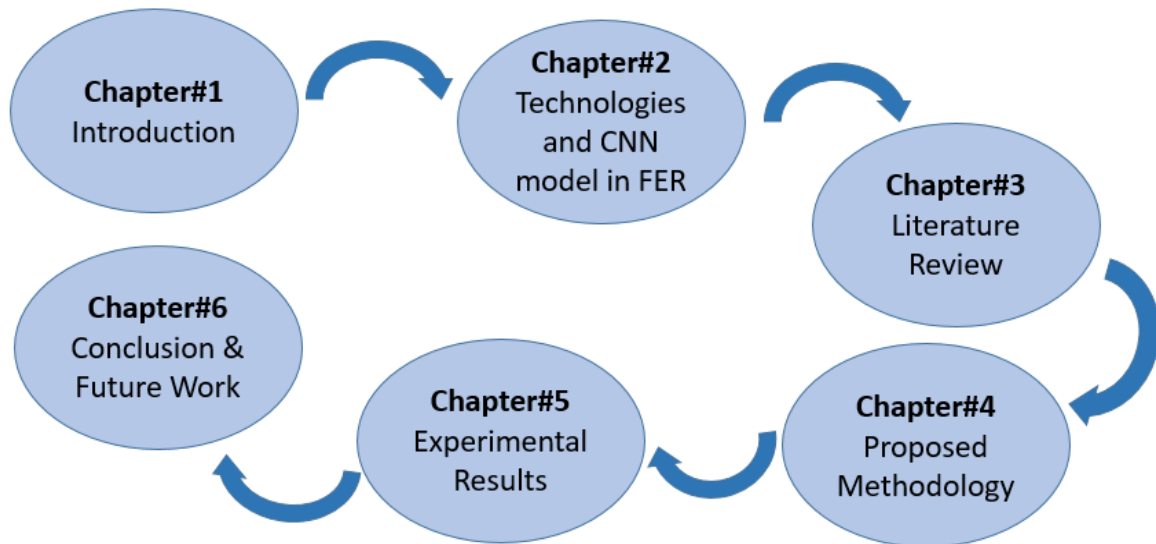 Chapter#1
Introduction
Chapter#2
Technologies
and CNN
model in FER
Chapter#3
Literature
Review
Chapter#4
Proposed
Methodology
Chapter#5
Experimental
Results
Chapter#6
Conclusion &
Future Work